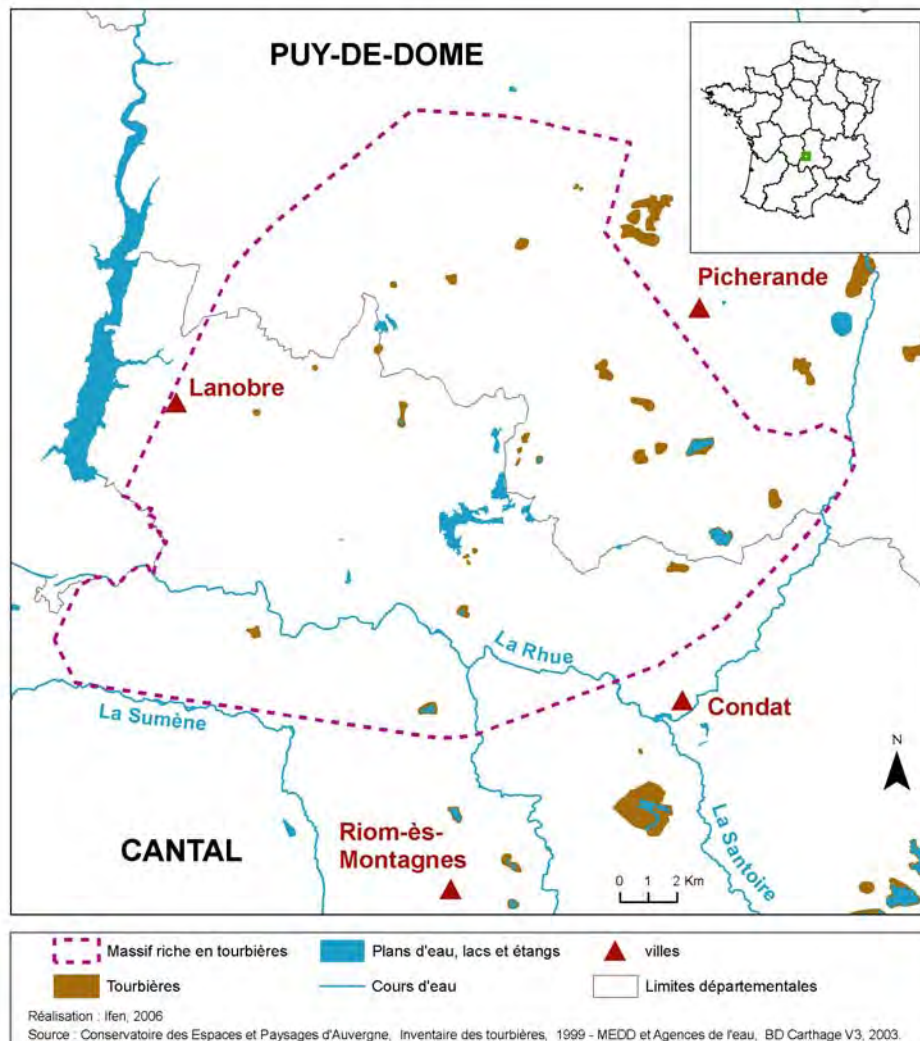 PUY-DE-DOME
Picherande
Lanobre
La Rhue
La Sumène
Condat
N
CANTAL
Riom-ès-
Montagnes
La Santoire
0 1 2 Km
Massif riche en tourbières
Plans d'eau, lacs et étangs
villes
Tourbières
Cours d'eau
Limites départementales
Réalisation : Ifen, 2006
Source : Conservatoire des Espaces et Paysages d'Auvergne, Inventaire des tourbières, 1999 - MEDD et Agences de l'eau, BD Carthage V3, 2003.